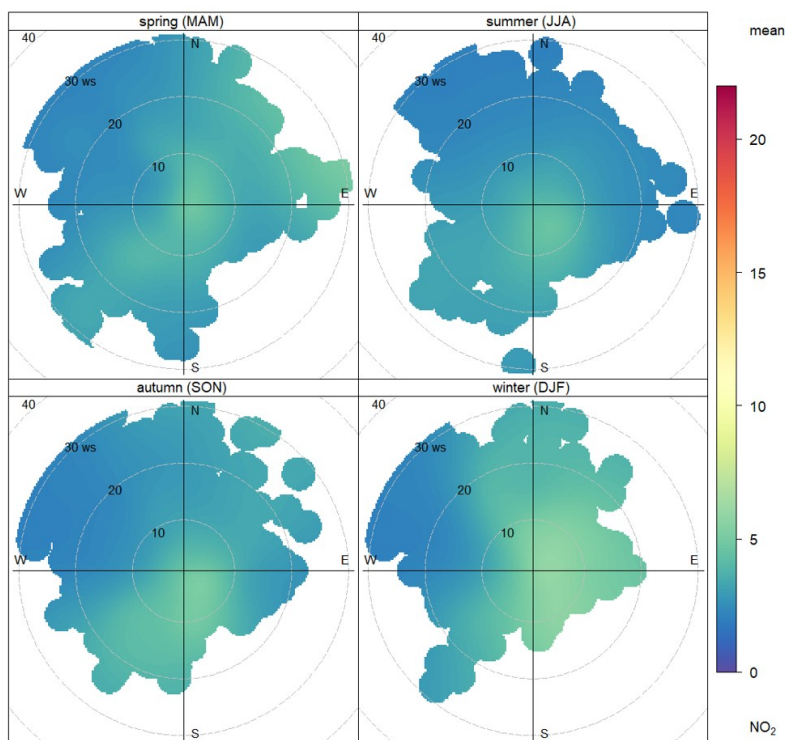 spring (MAM)
40
30 ws
20
10
N
W
E
S
summer (JJA)
40
30 ws
20
10
N
W
E
S
autumn (SON)
40
30 ws
20
10
N
W
E
S
winter (DJF)
40
30 ws
20
10
N
W
E
S
mean
20
15
10
5
0
NO₂